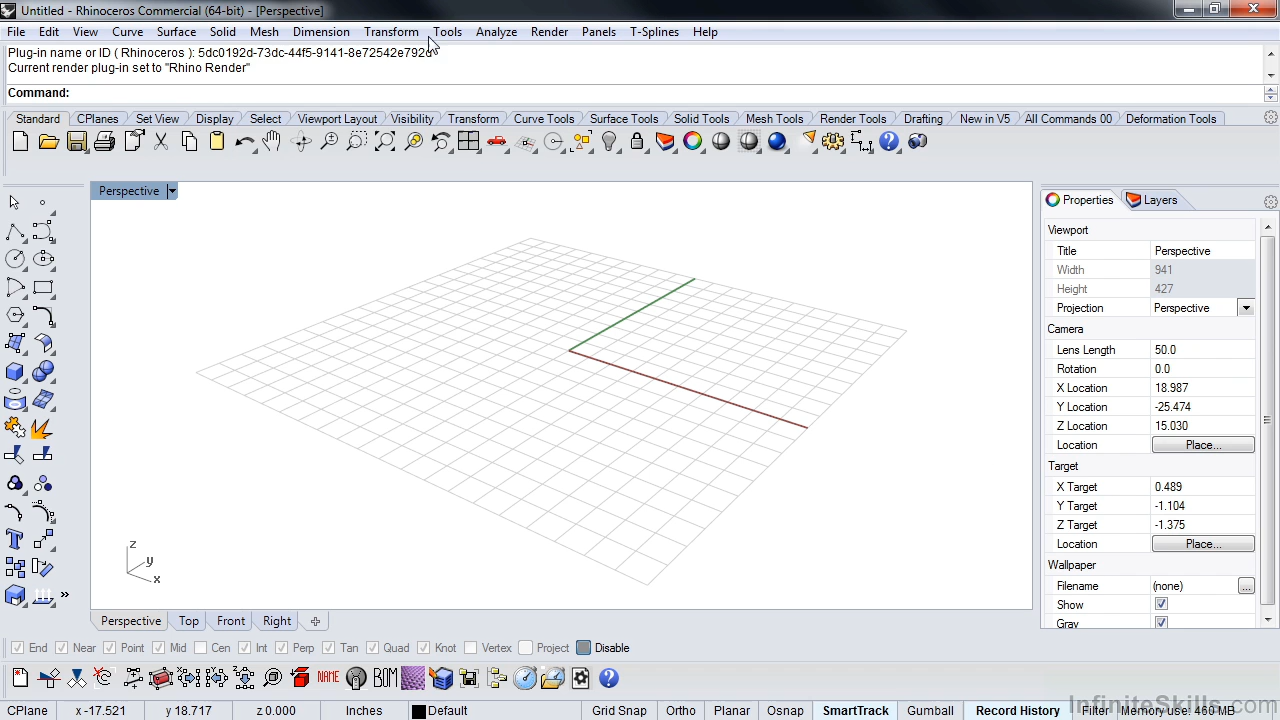 Untitled - Rhinoceros Commercial (64-bit) - [Perspective]
File Edit View Curve Surface Solid Mesh Dimension Transform Tools Analyze Render Panels T-Splines Help
Plug-in name or ID ( Rhinoceros ): 5dc0192d-73dc-44f5-9141-8e72542e792d
Current render plug-in set to "Rhino Render"
Command:
Standard CPlanes Set View Display Select Viewport Layout Visibility Transform Curve Tools Surface Tools Solid Tools Mesh Tools Render Tools Drafting New in V5 All Commands 00 Deformation Tools
Perspective
Properties Layers
Viewport
Title Perspective
Width 941
Height 427
Projection Perspective
Camera
Lens Length 50.0
Rotation 0.0
X Location 18.987
Y Location -25.474
Z Location 15.030
Location Place...
Target
X Target 0.489
Y Target -1.104
Z Target -1.375
Location Place...
Wallpaper
Filename (none) ...
Show
Gray
z
y
x
Perspective Top Front Right
End Near Point Mid Cen Int Perp Tan Quad Knot Vertex Project Disable
NAME BOM
CPlane x -17.521 y 18.717 z 0.000 Inches Default Grid Snap Ortho Planar Osnap SmartTrack Gumball Record History Filter Memory use: 460 MB
InfiniteSkills.com